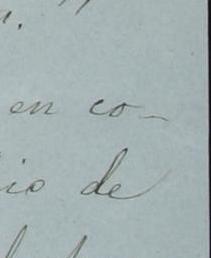 a. "
en co-
io de